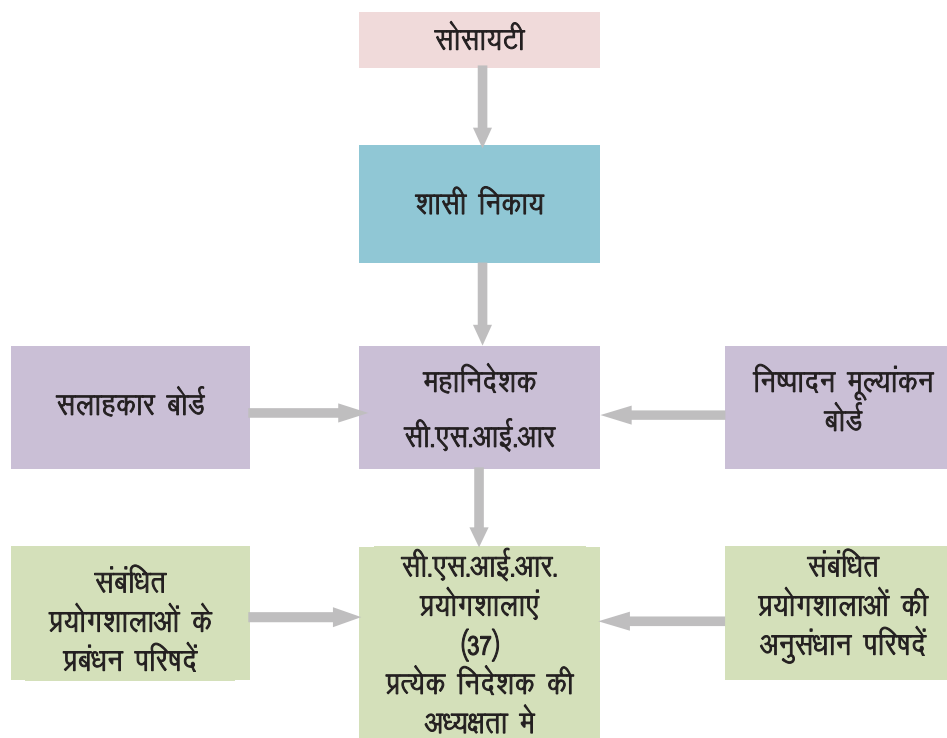 सोसायटी
शासी निकाय
सलाहकार बोर्ड
महानिदेशक
सी.एस.आई.आर
निष्पादन मूल्यांकन
बोर्ड
संबंधित
प्रयोगशालाओं के
प्रबंधन परिषदें
सी.एस.आई.आर.
प्रयोगशालाएं
(37)
प्रत्येक निदेशक की
अध्यक्षता मे
संबंधित
प्रयोगशालाओं की
अनुसंधान परिषदें